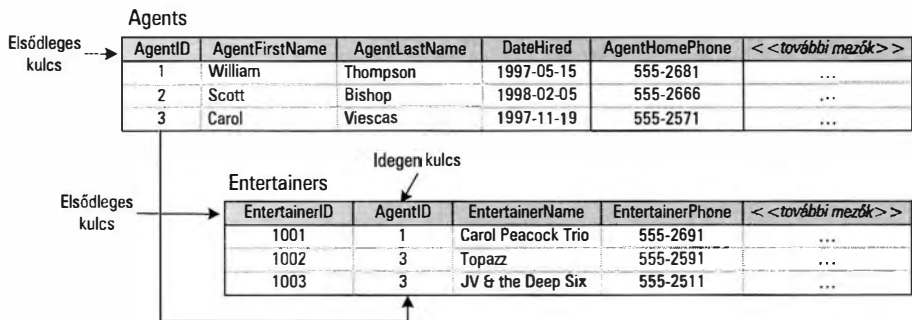 Agents
Elsődleges kulcs
AgentID AgentFirstName AgentLastName DateHired AgentHomePhone <<további mezők>>
1 William Thompson 1997-05-15 555-2681 ...
2 Scott Bishop 1998-02-05 555-2666 ...
3 Carol Viescas 1997-11-19 555-2571 ...
Idegen kulcs
Entertainers
Elsődleges kulcs
EntertainerID AgentID EntertainerName EntertainerPhone <<további mezők>>
1001 1 Carol Peacock Trio 555-2691 ...
1002 3 Topazz 555-2591 ...
1003 3 JV & the Deep Six 555-2511 ...